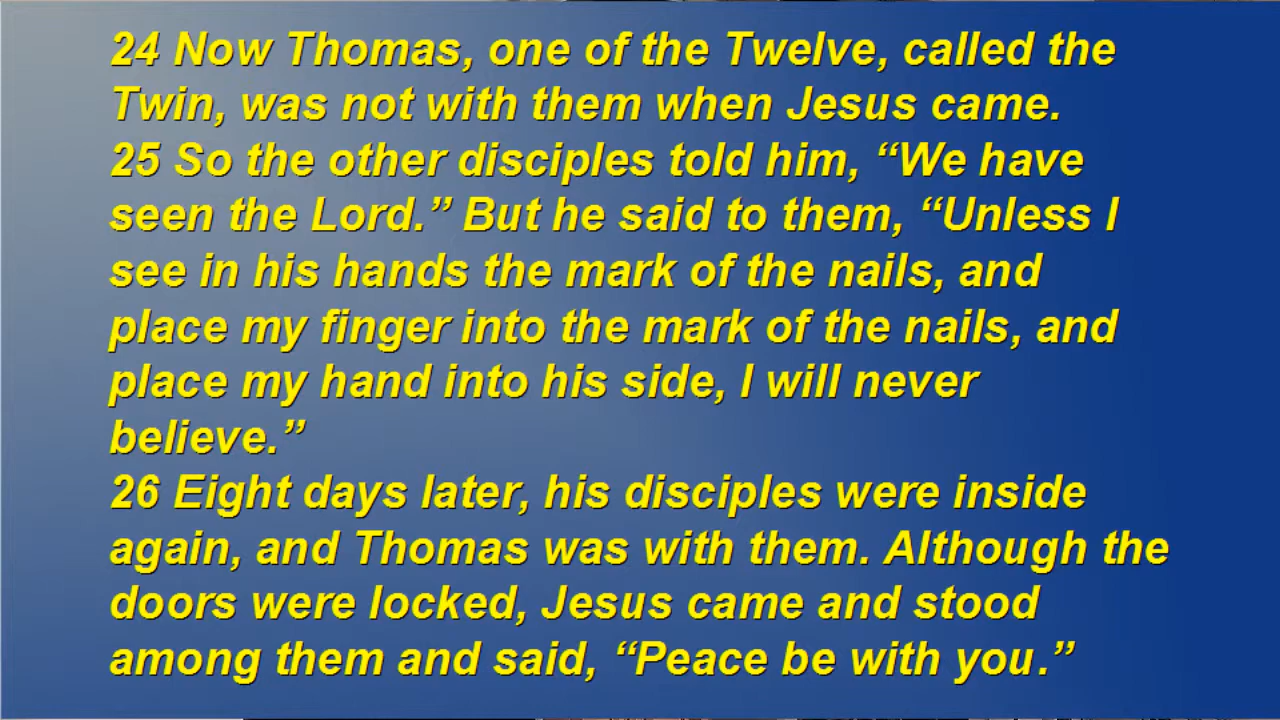 24 Now Thomas, one of the Twelve, called the
Twin, was not with them when Jesus came.
25 So the other disciples told him, “We have
seen the Lord.” But he said to them, “Unless I
see in his hands the mark of the nails, and
place my finger into the mark of the nails, and
place my hand into his side, I will never
believe.”
26 Eight days later, his disciples were inside
again, and Thomas was with them. Although the
doors were locked, Jesus came and stood
among them and said, “Peace be with you.”